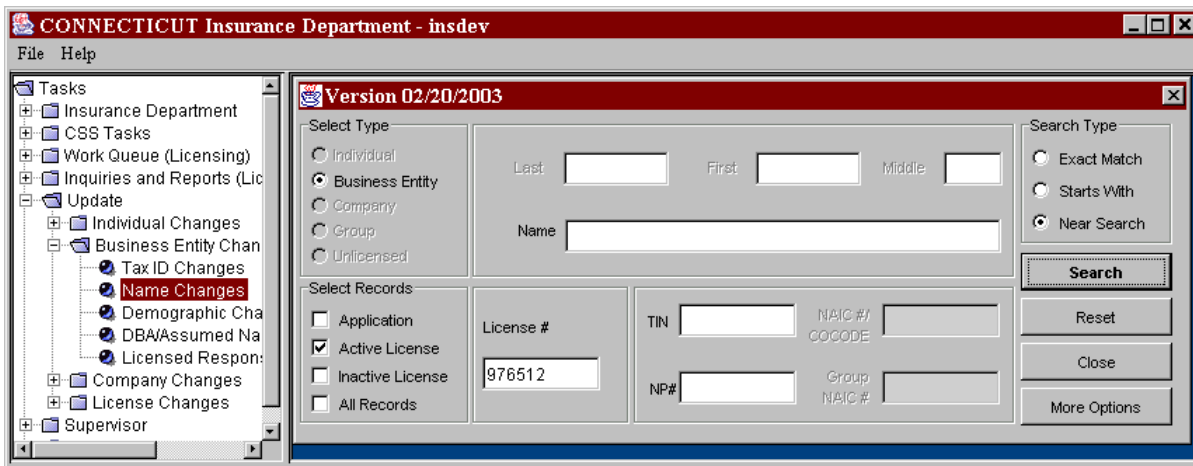 CONNECTICUT Insurance Department - insdev
File Help
Tasks
Insurance Department
CSS Tasks
Work Queue (Licensing)
Inquiries and Reports (Lic
Update
Individual Changes
Business Entity Chan
Tax ID Changes
Name Changes
Demographic Cha
DBA/Assumed Na
Licensed Respon
Company Changes
License Changes
Supervisor
Version 02/20/2003
Select Type
Individual
Business Entity
Company
Group
Unlicensed
Last First Middle
Name
Search Type
Exact Match
Starts With
Near Search
Search
Reset
Close
More Options
Select Records
Application
Active License
Inactive License
All Records
License #
976512
TIN
NAIC #/
COCODE
NP#
Group
NAIC #